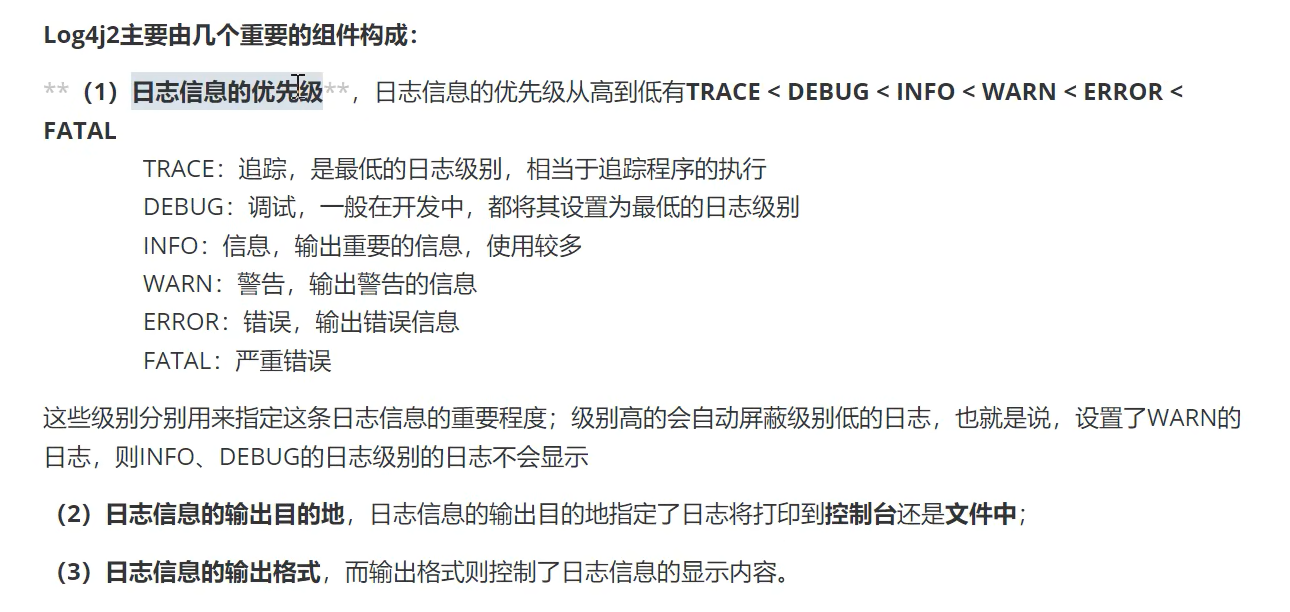 Log4j2主要由几个重要的组件构成：
**（1）日志信息的优先级**，日志信息的优先级从高到低有TRACE < DEBUG < INFO < WARN < ERROR <
FATAL
TRACE：追踪，是最低的日志级别，相当于追踪程序的执行
DEBUG：调试，一般在开发中，都将其设置为最低的日志级别
INFO：信息，输出重要的信息，使用较多
WARN：警告，输出警告的信息
ERROR：错误，输出错误信息
FATAL：严重错误
这些级别分别用来指定这条日志信息的重要程度；级别高的会自动屏蔽级别低的日志，也就是说，设置了WARN的
日志，则INFO、DEBUG的日志级别的日志不会显示
（2）日志信息的输出目的地，日志信息的输出目的地指定了日志将打印到控制台还是文件中；
（3）日志信息的输出格式，而输出格式则控制了日志信息的显示内容。